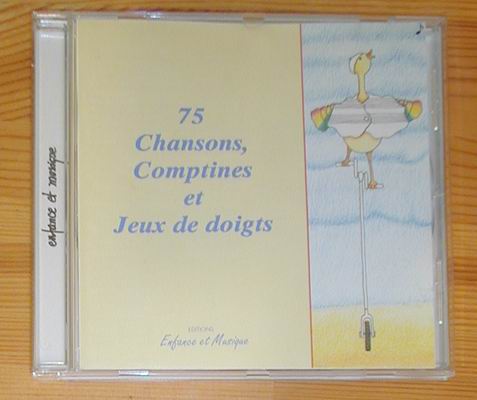 enfance et musique
75
Chansons,
Comptines
et
Jeux de doigts
EDITIONS
Enfance et Musique